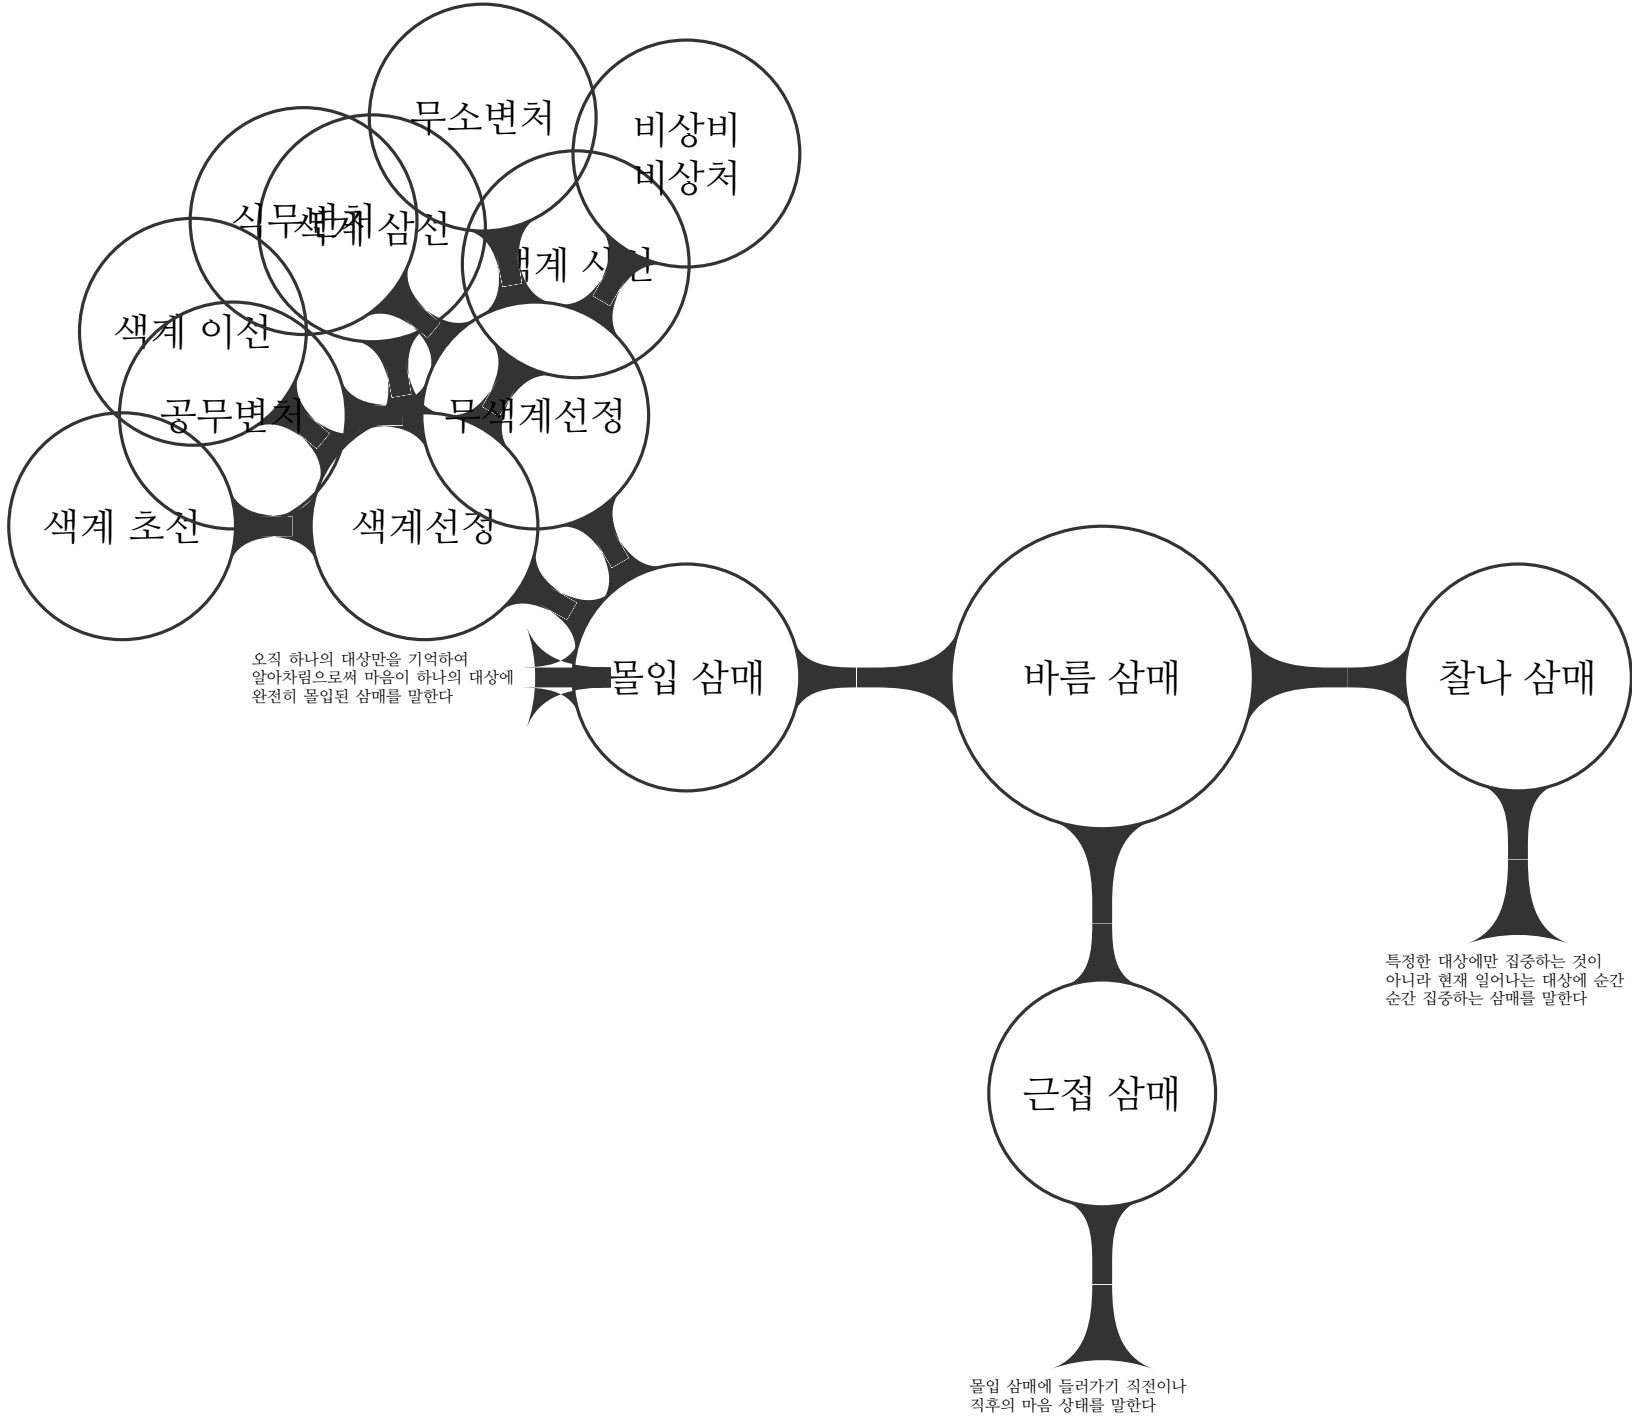 무소변처
비상비
비상처
식무변처
색계 삼선
색계 사선
색계 이선
공무변처
무색계선정
색계 초선
색계선정
오직 하나의 대상만을 기억하여
알아차림으로써 마음이 하나의 대상에
완전히 몰입된 삼매를 말한다
몰입 삼매
바름 삼매
찰나 삼매
특정한 대상에만 집중하는 것이
아니라 현재 일어나는 대상에 순간
순간 집중하는 삼매를 말한다
근접 삼매
몰입 삼매에 들러가기 직전이나
직후의 마음 상태를 말한다